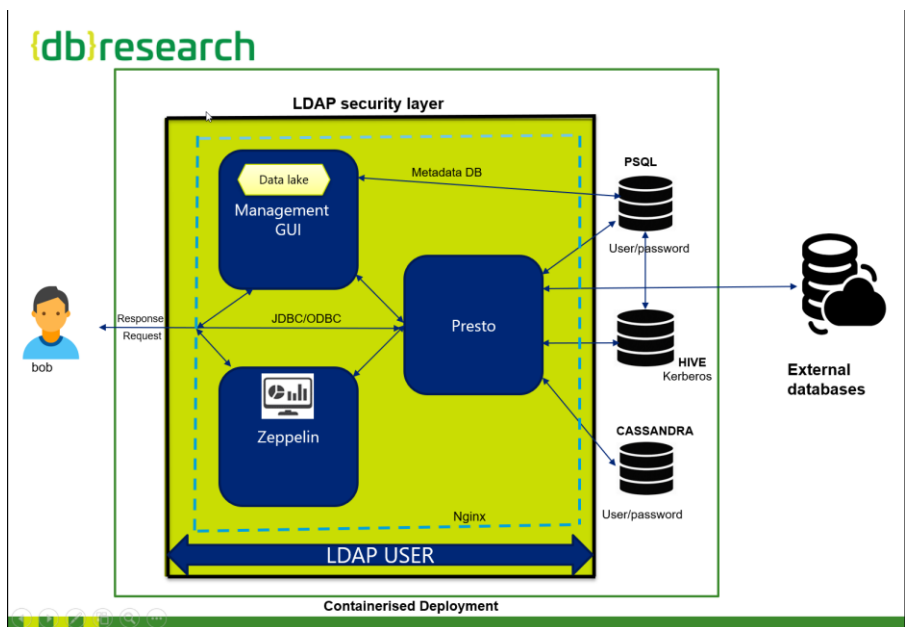 {db}research
LDAP security layer
PSQL
Data lake
Metadata DB
Management
GUI
User/password
Response
JDBC/ODBC
Presto
Request
bob
HIVE
Kerberos
External
databases
Zeppelin
CASSANDRA
User/password
Nginx
LDAP USER
Containerised Deployment